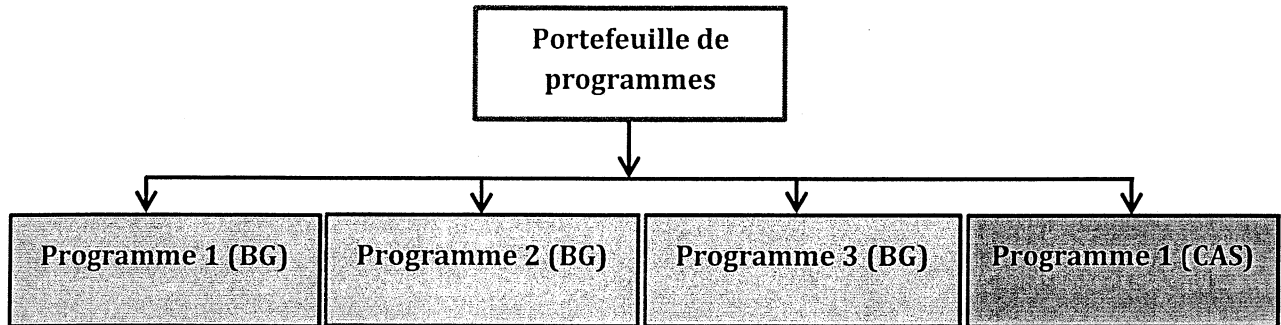 Portefeuille de
programmes
Programme 1 (BG)
Programme 2 (BG)
Programme 3 (BG)
Programme 1 (CAS)